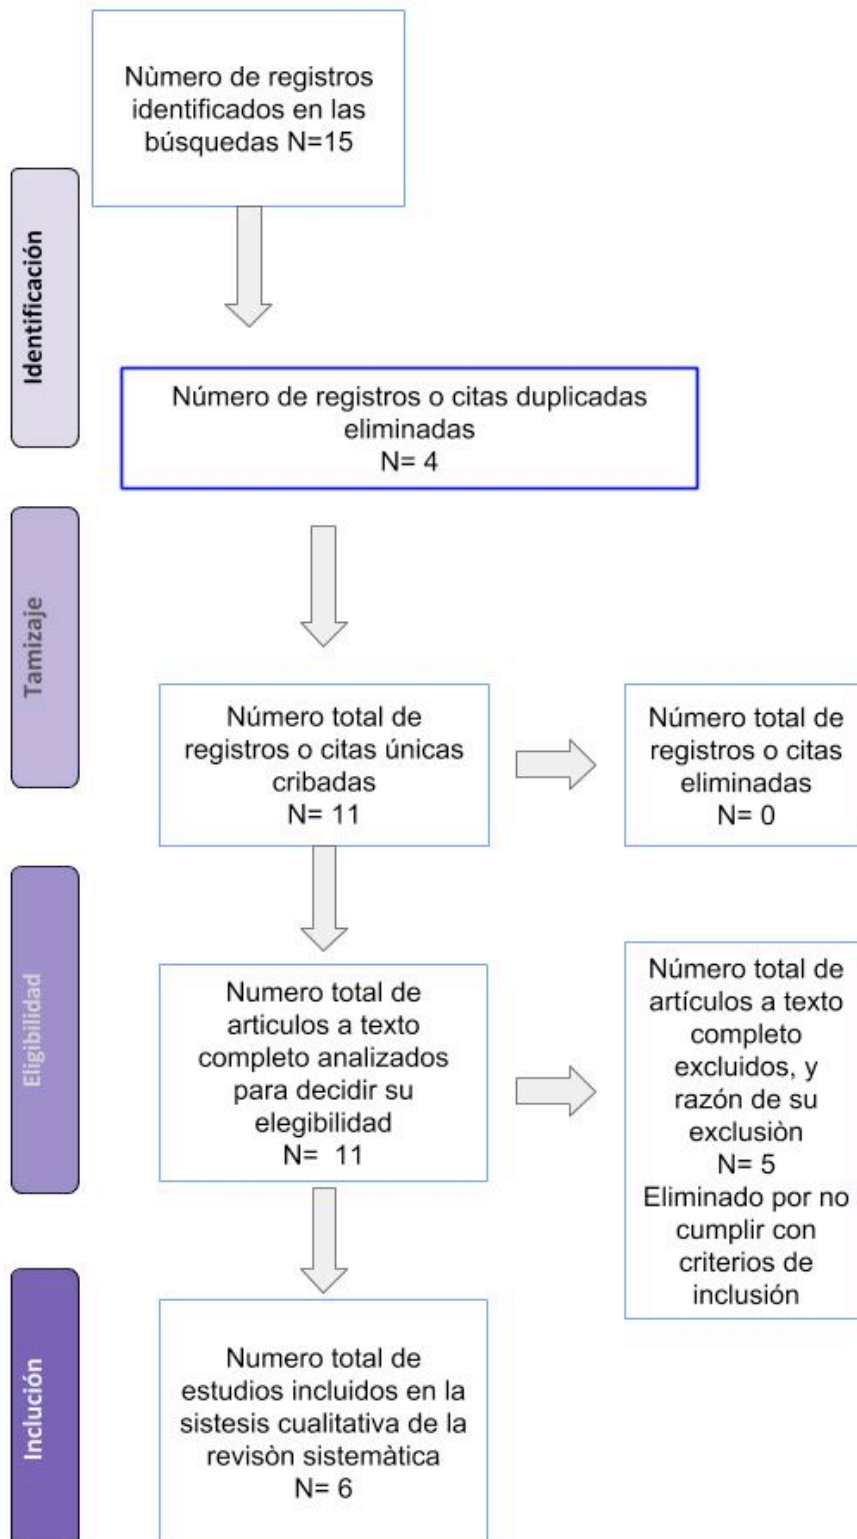 Nùmero de registros
identificados en las
búsquedas N=15
Identificación
Número de registros o citas duplicadas
eliminadas
N= 4
Tamizaje
Número total de
registros o citas únicas
cribadas
N= 11
Número total de
registros o citas
eliminadas
N= 0
Eligibilidad
Numero total de
articulos a texto
completo analizados
para decidir su
elegibilidad
N=  11
Número total de
artículos a texto
completo
excluidos, y
razón de su
exclusiòn
N= 5
Eliminado por no
cumplir con
criterios de
inclusión
Inclución
Numero total de
estudios incluidos en la
sistesis cualitativa de la
revisòn sistemàtica
N= 6